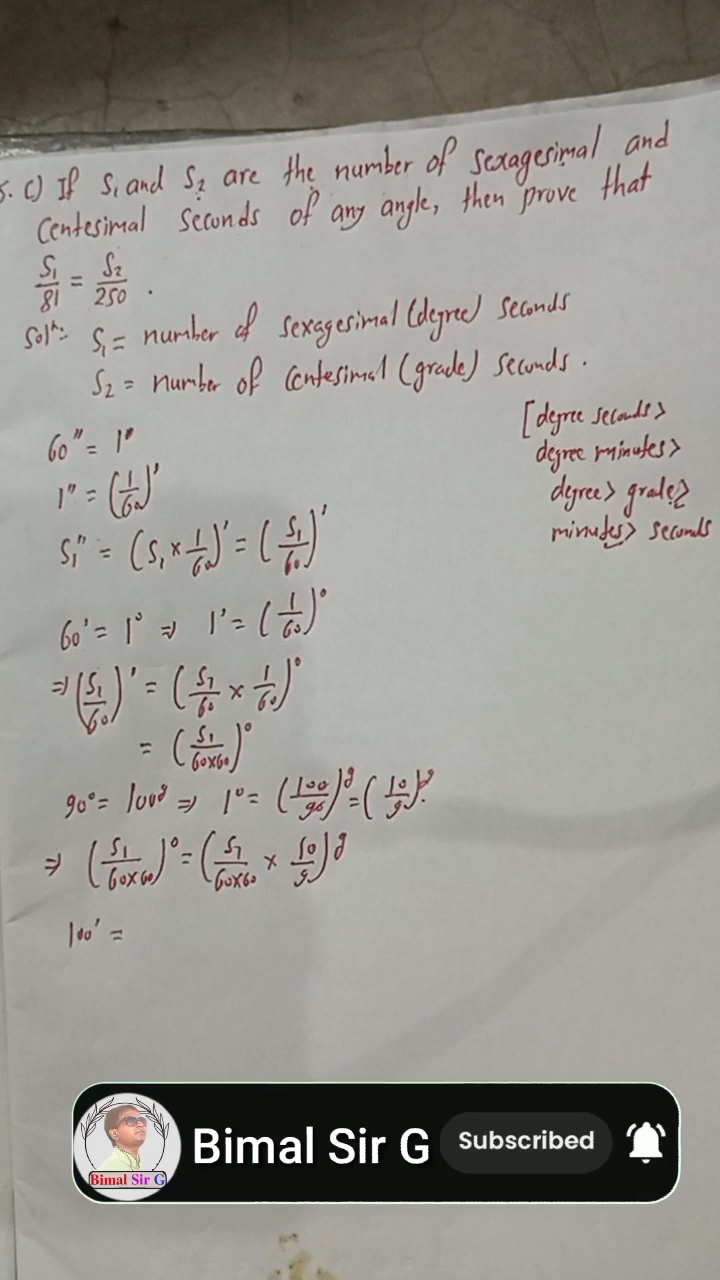 5. c) If S₁ and S₂ are the number of sexagesimal and
Centesimal seconds of any angle, then prove that
S₁/81 = S₂/250 .
Solⁿ: S₁ = number of sexagesimal (degree) seconds
S₂ = number of centesimal (grade) seconds.
[degree seconds>
degree minutes>
degree> grade>
minutes> seconds
60" = 1'
1" = (1/60)'
S₁" = (S₁ × 1/60)' = (S₁/60)'
60' = 1° ⇒ 1' = (1/60)°
⇒ (S₁/60)' = (S₁/60 × 1/60)°
= (S₁/60×60)°
90° = 100g ⇒ 1° = (100/90)g = (10/9)g.
⇒ (S₁/60×60)° = (S₁/60×60 × 10/9)g
100' =
Bimal Sir G
Bimal Sir G Subscribed